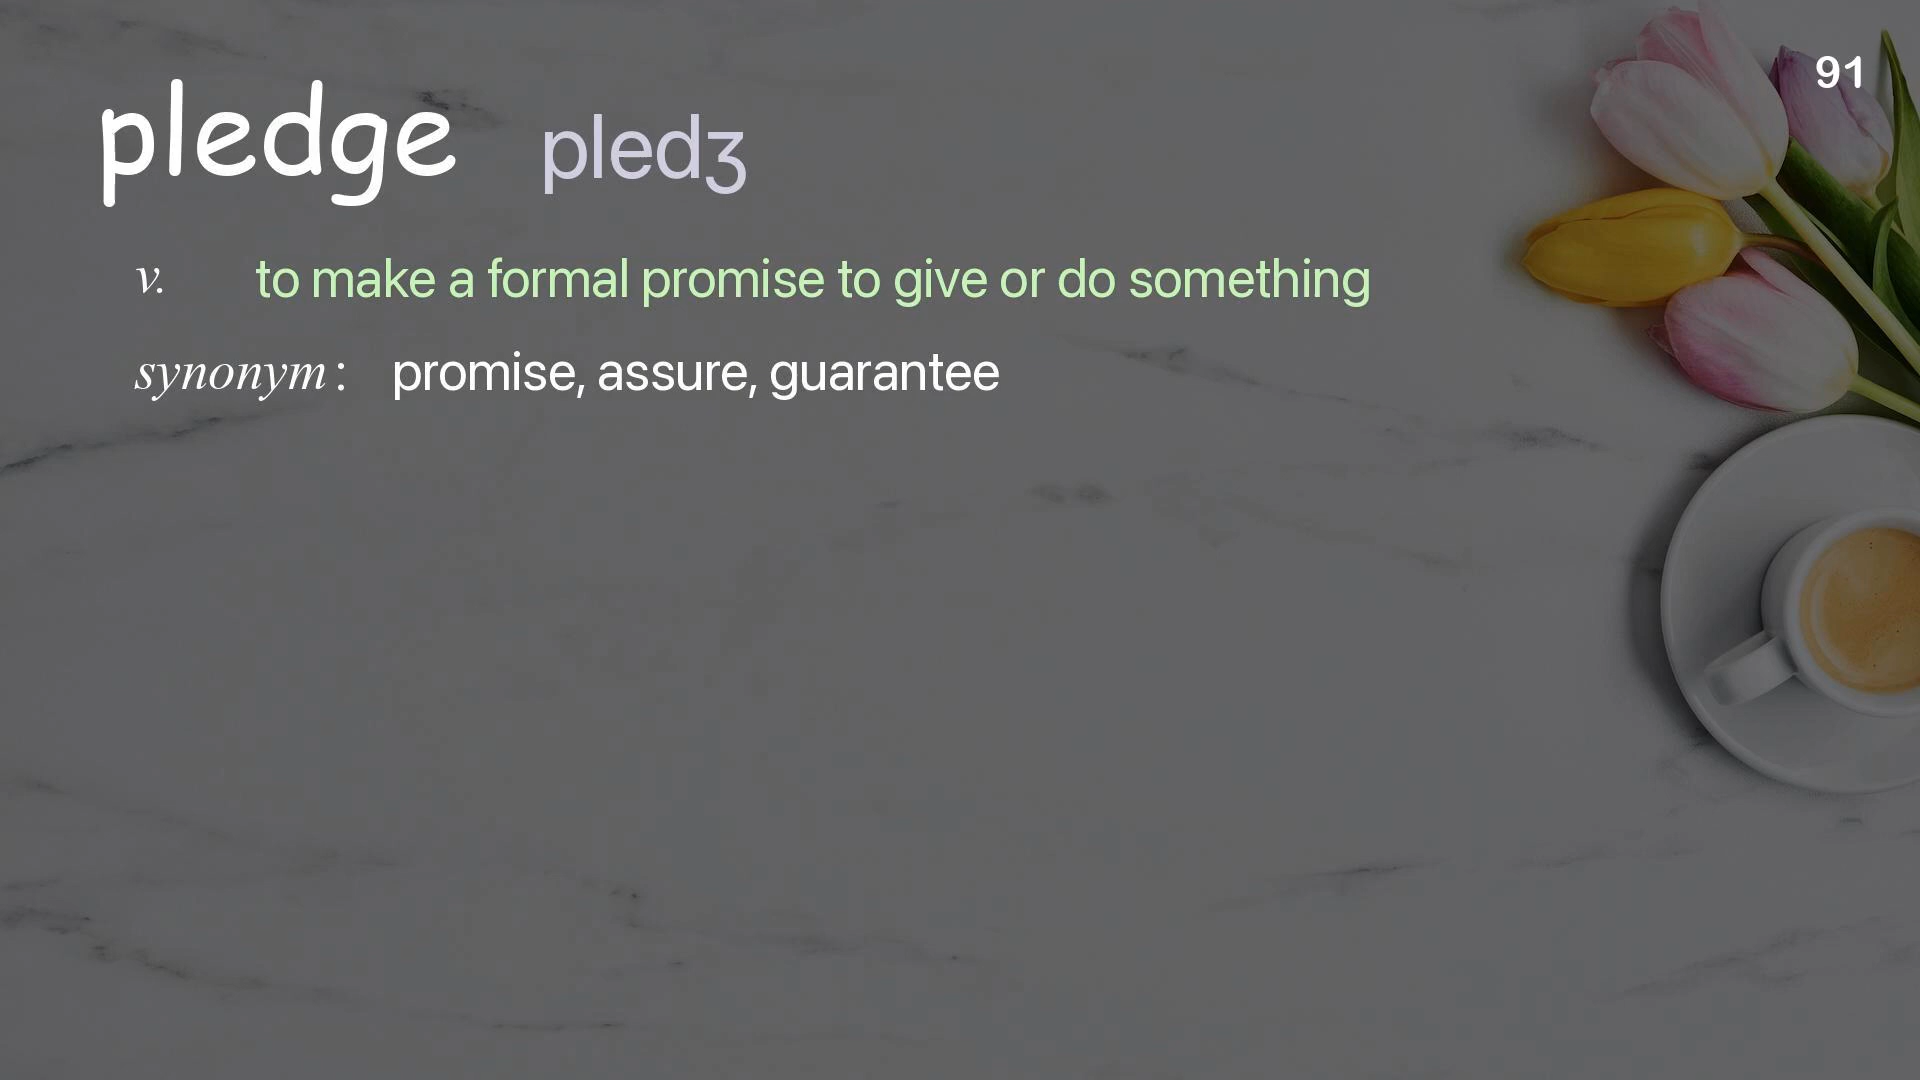 91
pledge pledʒ
v. to make a formal promise to give or do something
synonym : promise, assure, guarantee